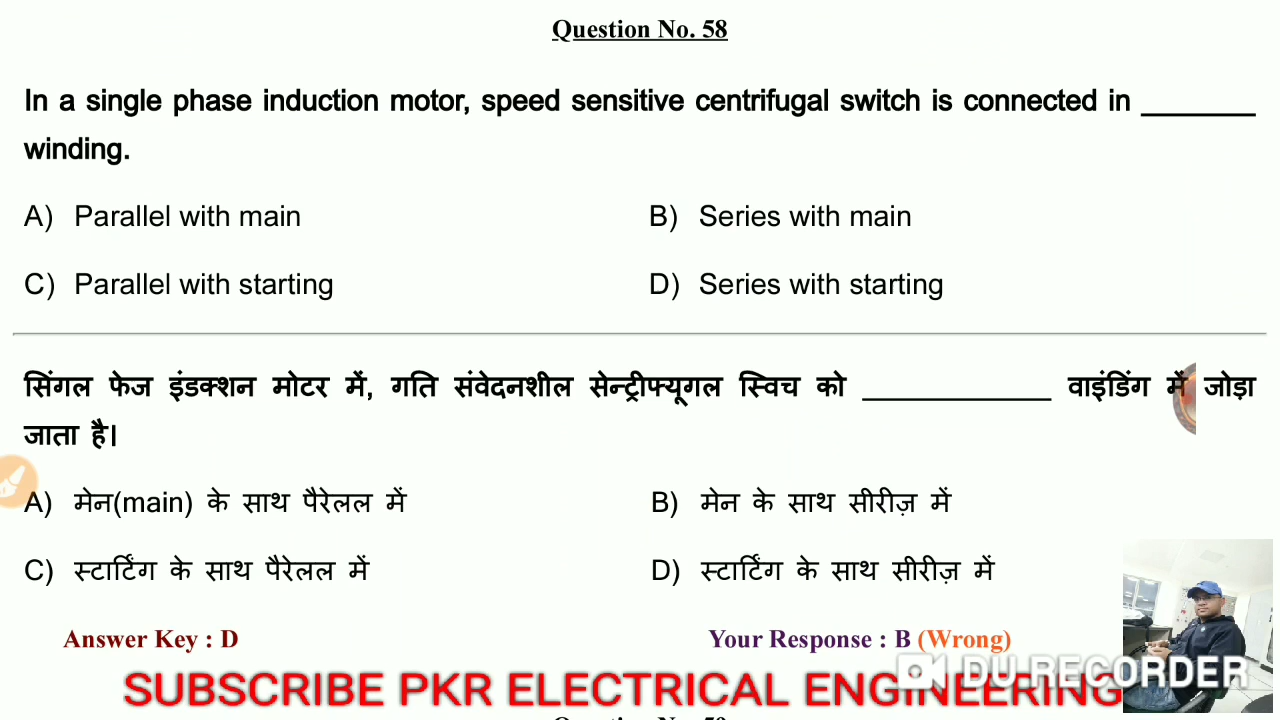 Question No. 58
In a single phase induction motor, speed sensitive centrifugal switch is connected in ________
winding.
A) Parallel with main B) Series with main
C) Parallel with starting D) Series with starting
सिंगल फेज इंडक्शन मोटर में, गति संवेदनशील सेन्ट्रीफ्यूगल स्विच को ____________ वाइंडिंग में जोड़ा
जाता है।
A) मेन(main) के साथ पैरेलल में B) मेन के साथ सीरीज़ में
C) स्टार्टिंग के साथ पैरेलल में D) स्टार्टिंग के साथ सीरीज़ में
Answer Key : D Your Response : B (Wrong)
DU RECORDER
SUBSCRIBE PKR ELECTRICAL ENGINEERING